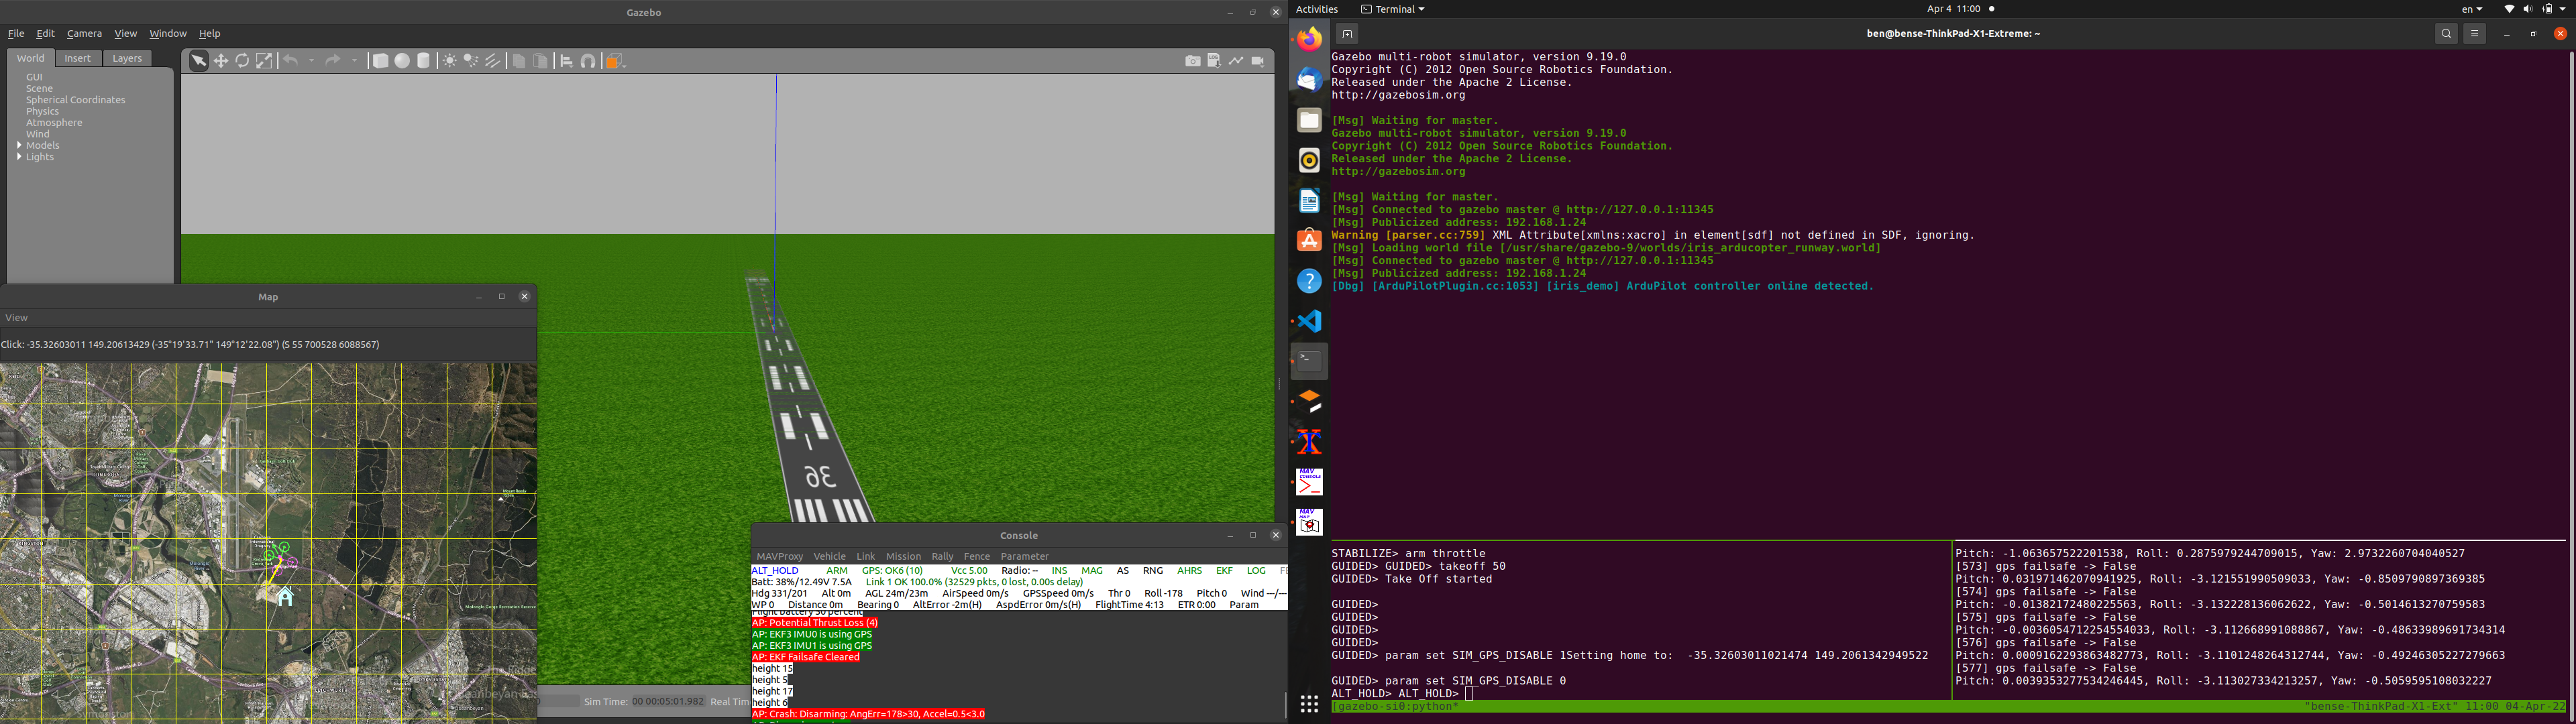 Gazebo
File Edit Camera View Window Help
World Insert Layers
GUI
Scene
Spherical Coordinates
Physics
Atmosphere
Wind
Models
Lights
36
Sim Time: 00 00:05:01.982 Real Time
Map
View
Click: -35.32603011 149.20613429 (-35°19'33.71" 149°12'22.08") (S 55 700528 6088567)
Console
MAVProxy Vehicle Link Mission Rally Fence Parameter
ALT_HOLD ARM GPS: OK6 (10) Vcc 5.00 Radio: -- INS MAG AS RNG AHRS EKF LOG FE
Batt: 38%/12.49V 7.5A Link 1 OK 100.0% (32529 pkts, 0 lost, 0.00s delay)
Hdg 331/201 Alt 0m AGL 24m/23m AirSpeed 0m/s GPSSpeed 0m/s Thr 0 Roll -178 Pitch 0 Wind ---/---
WP 0 Distance 0m Bearing 0 AltError -2m(H) AspdError 0m/s(H) FlightTime 4:13 ETR 0:00 Param
Flight battery 50 percent
AP: Potential Thrust Loss (4)
AP: EKF3 IMU0 is using GPS
AP: EKF3 IMU1 is using GPS
AP: EKF Failsafe Cleared
height 15
height 5
height 17
height 6
AP: Crash: Disarming: AngErr=178>30, Accel=0.5<3.0
Activities Terminal Apr 4 11:00 en
ben@bense-ThinkPad-X1-Extreme: ~
Gazebo multi-robot simulator, version 9.19.0
Copyright (C) 2012 Open Source Robotics Foundation.
Released under the Apache 2 License.
http://gazebosim.org
[Msg] Waiting for master.
Gazebo multi-robot simulator, version 9.19.0
Copyright (C) 2012 Open Source Robotics Foundation.
Released under the Apache 2 License.
http://gazebosim.org
[Msg] Waiting for master.
[Msg] Connected to gazebo master @ http://127.0.0.1:11345
[Msg] Publicized address: 192.168.1.24
Warning [parser.cc:759] XML Attribute[xmlns:xacro] in element[sdf] not defined in SDF, ignoring.
[Msg] Loading world file [/usr/share/gazebo-9/worlds/iris_arducopter_runway.world]
[Msg] Connected to gazebo master @ http://127.0.0.1:11345
[Msg] Publicized address: 192.168.1.24
[Dbg] [ArduPilotPlugin.cc:1053] [iris_demo] ArduPilot controller online detected.
MAV
CONSOLE
MAV
MAP
STABILIZE> arm throttle
GUIDED> GUIDED> takeoff 50
GUIDED> Take Off started
GUIDED>
GUIDED>
GUIDED>
GUIDED>
GUIDED> param set SIM_GPS_DISABLE 1Setting home to: -35.32603011021474 149.2061342949522
GUIDED> param set SIM_GPS_DISABLE 0
ALT_HOLD> ALT_HOLD>
Pitch: -1.063657522201538, Roll: 0.2875979244709015, Yaw: 2.9732260704040527
[573] gps failsafe -> False
Pitch: 0.031971462070941925, Roll: -3.121551990509033, Yaw: -0.8509790897369385
[574] gps failsafe -> False
Pitch: -0.01382172480225563, Roll: -3.132228136062622, Yaw: -0.5014613270759583
[575] gps failsafe -> False
Pitch: -0.0036054712254554033, Roll: -3.112668991088867, Yaw: -0.48633989691734314
[576] gps failsafe -> False
Pitch: 0.0009162293863482773, Roll: -3.1101248264312744, Yaw: -0.49246305227279663
[577] gps failsafe -> False
Pitch: 0.0039353277534246445, Roll: -3.113027334213257, Yaw: -0.5059595108032227
[gazebo-si0:python* "bense-ThinkPad-X1-Ext" 11:00 04-Apr-22